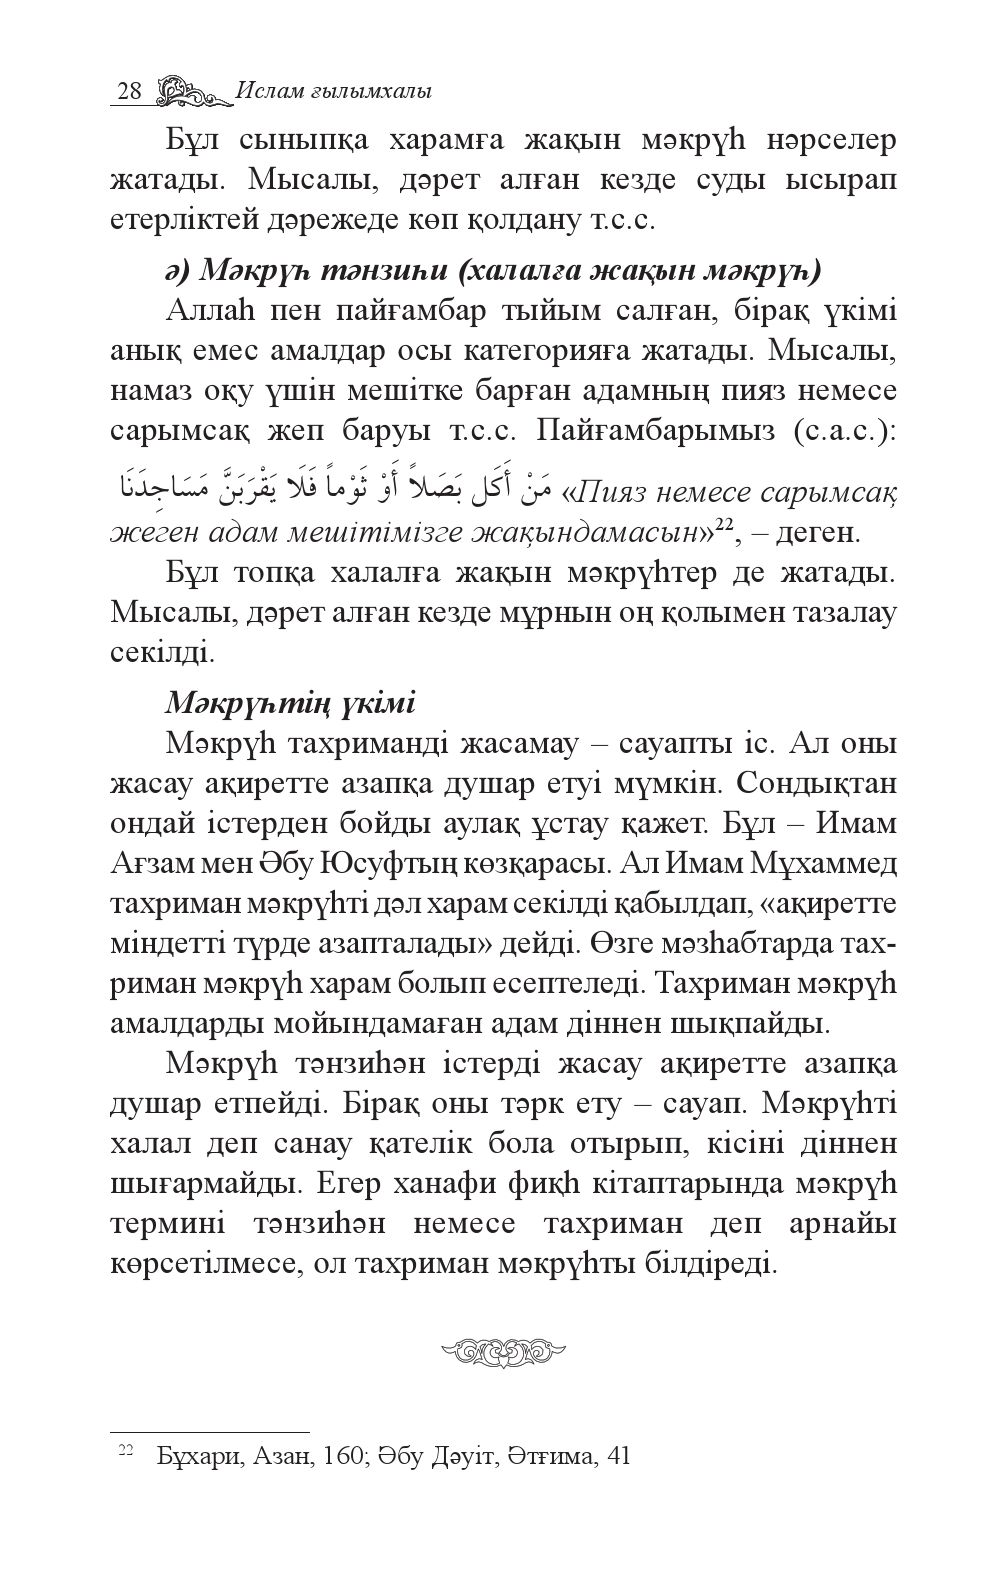 28 Ислам ғылымхалы
Бұл сыныпқа харамға жақын мәкрүһ нәрселер
жатады. Мысалы, дәрет алған кезде суды ысырап
етерліктей дәрежеде көп қолдану т.с.с.
ә) Мәкрүһ тәнзиһи (халалға жақын мәкрүһ)
Аллаһ пен пайғамбар тыйым салған, бірақ үкімі
анық емес амалдар осы категорияға жатады. Мысалы,
намаз оқу үшін мешітке барған адамның пияз немесе
сарымсақ жеп баруы т.с.с. Пайғамбарымыз (с.а.с.):
مَنْ أَكَل بَصَلاً أَوْ ثَوْماً فَلَا يَقْرَبَنَّ مَسَاجِدَنَا «Пияз немесе сарымсақ
жеген адам мешітімізге жақындамасын»²², – деген.
Бұл топқа халалға жақын мәкрүһтер де жатады.
Мысалы, дәрет алған кезде мұрнын оң қолымен тазалау
секілді.
Мәкрүһтің үкімі
Мәкрүһ тахриманді жасамау – сауапты іс. Ал оны
жасау ақиретте азапқа душар етуі мүмкін. Сондықтан
ондай істерден бойды аулақ ұстау қажет. Бұл – Имам
Ағзам мен Әбу Юсуфтың көзқарасы. Ал Имам Мұхаммед
тахриман мәкрүһті дәл харам секілді қабылдап, «ақиретте
міндетті түрде азапталады» дейді. Өзге мәзһабтарда тах-
риман мәкрүһ харам болып есептеледі. Тахриман мәкрүһ
амалдарды мойындамаған адам діннен шықпайды.
Мәкрүһ тәнзиһән істерді жасау ақиретте азапқа
душар етпейді. Бірақ оны тәрк ету – сауап. Мәкрүһті
халал деп санау қателік бола отырып, кісіні діннен
шығармайды. Егер ханафи фиқһ кітаптарында мәкрүһ
термині тәнзиһән немесе тахриман деп арнайы
көрсетілмесе, ол тахриман мәкрүһты білдіреді.
²² Бұхари, Азан, 160; Әбу Дәуіт, Әтғима, 41